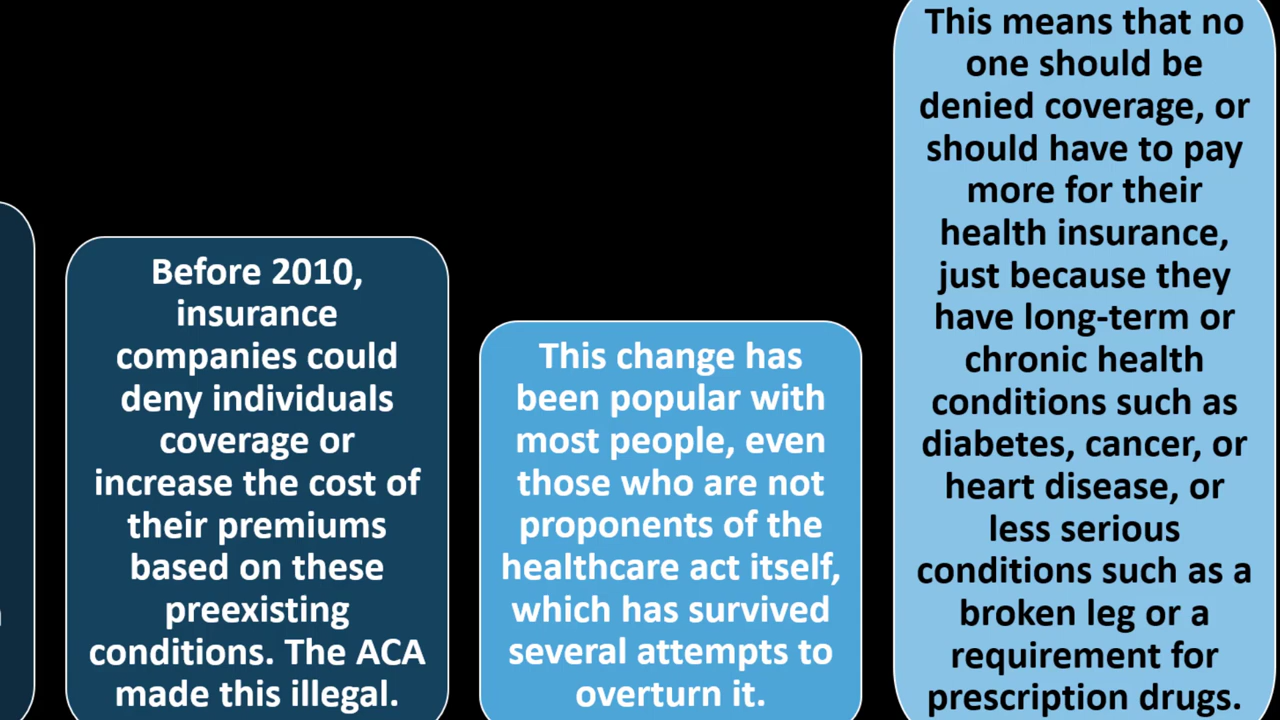 Before 2010,
insurance
companies could
deny individuals
coverage or
increase the cost of
their premiums
based on these
preexisting
conditions. The ACA
made this illegal.
This change has
been popular with
most people, even
those who are not
proponents of the
healthcare act itself,
which has survived
several attempts to
overturn it.
This means that no
one should be
denied coverage, or
should have to pay
more for their
health insurance,
just because they
have long-term or
chronic health
conditions such as
diabetes, cancer, or
heart disease, or
less serious
conditions such as a
broken leg or a
requirement for
prescription drugs.